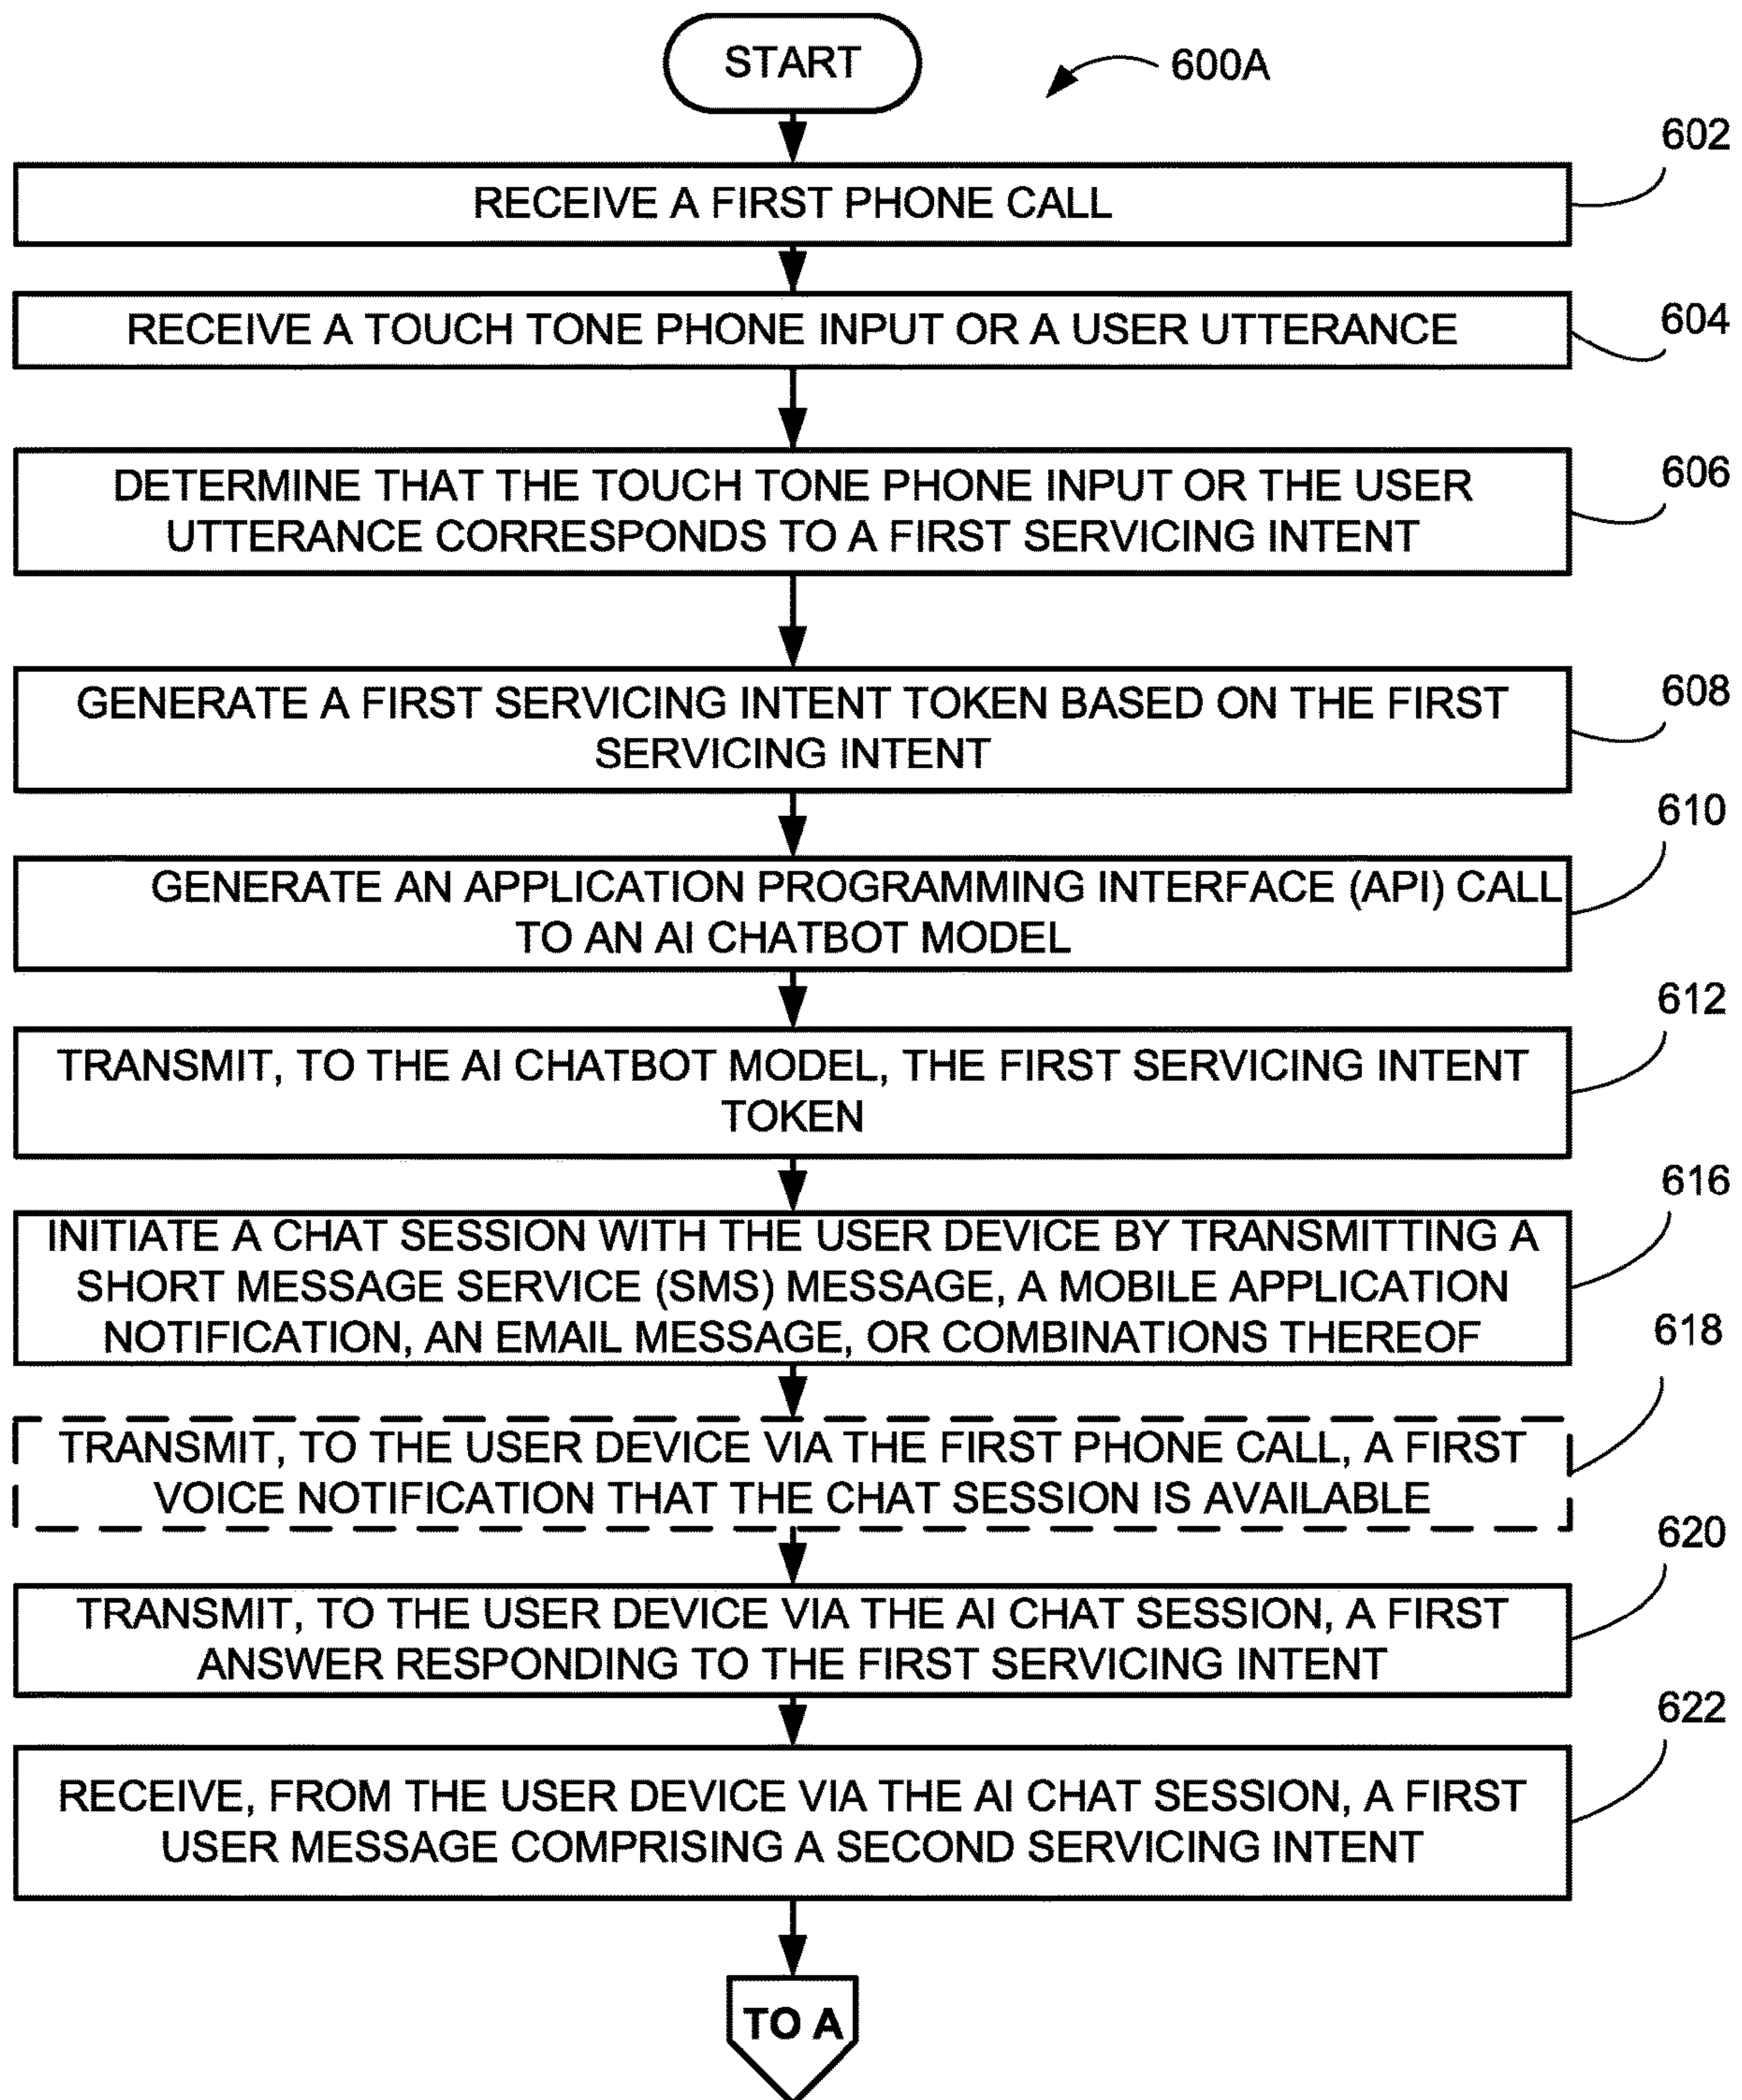 START
600A
602
RECEIVE A FIRST PHONE CALL
604
RECEIVE A TOUCH TONE PHONE INPUT OR A USER UTTERANCE
606
DETERMINE THAT THE TOUCH TONE PHONE INPUT OR THE USER
UTTERANCE CORRESPONDS TO A FIRST SERVICING INTENT
608
GENERATE A FIRST SERVICING INTENT TOKEN BASED ON THE FIRST
SERVICING INTENT
610
GENERATE AN APPLICATION PROGRAMMING INTERFACE (API) CALL
TO AN AI CHATBOT MODEL
612
TRANSMIT, TO THE AI CHATBOT MODEL, THE FIRST SERVICING INTENT
TOKEN
616
INITIATE A CHAT SESSION WITH THE USER DEVICE BY TRANSMITTING A
SHORT MESSAGE SERVICE (SMS) MESSAGE, A MOBILE APPLICATION
NOTIFICATION, AN EMAIL MESSAGE, OR COMBINATIONS THEREOF
618
TRANSMIT, TO THE USER DEVICE VIA THE FIRST PHONE CALL, A FIRST
VOICE NOTIFICATION THAT THE CHAT SESSION IS AVAILABLE
620
TRANSMIT, TO THE USER DEVICE VIA THE AI CHAT SESSION, A FIRST
ANSWER RESPONDING TO THE FIRST SERVICING INTENT
622
RECEIVE, FROM THE USER DEVICE VIA THE AI CHAT SESSION, A FIRST
USER MESSAGE COMPRISING A SECOND SERVICING INTENT
TO A